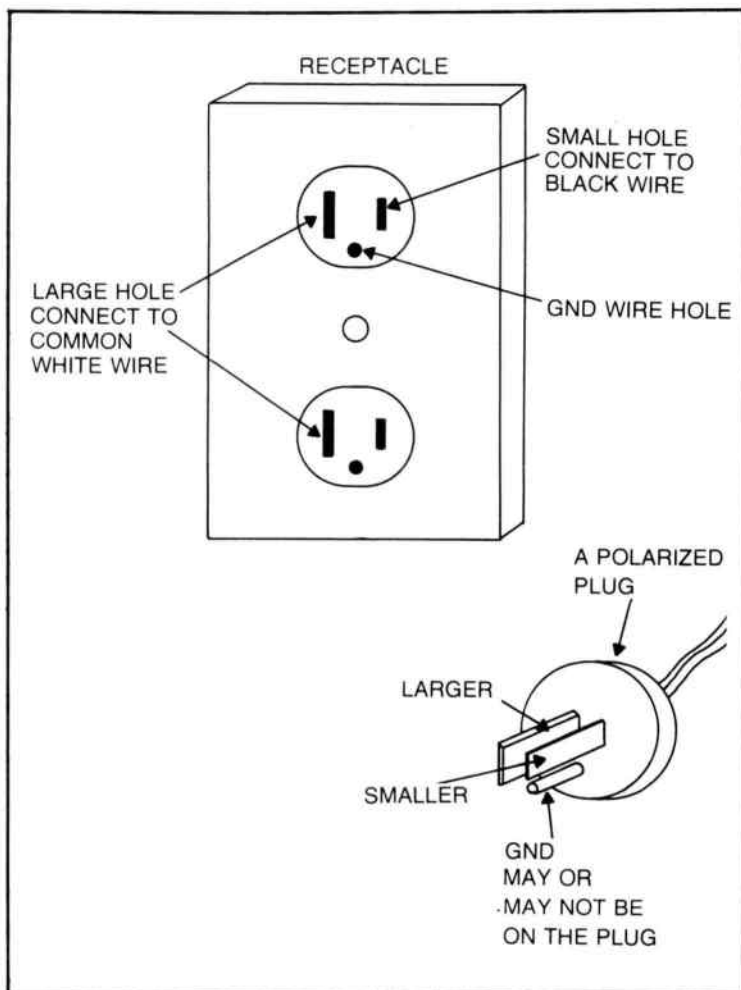 RECEPTACLE
SMALL HOLE
CONNECT TO
BLACK WIRE
LARGE HOLE
CONNECT TO
COMMON
WHITE WIRE
GND WIRE HOLE
A POLARIZED
PLUG
LARGER
SMALLER
GND
MAY OR
MAY NOT BE
ON THE PLUG